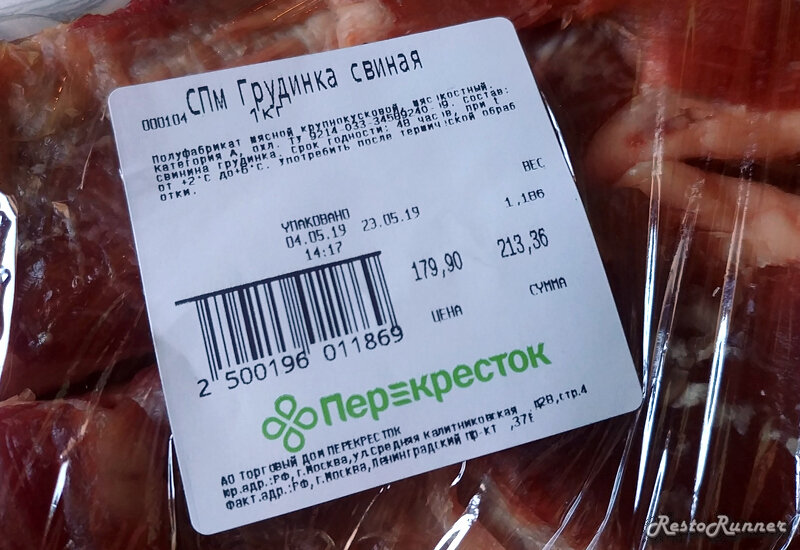 СПм Грудинка свиная
000104 1кг
Полуфабрикат мясной крупнокусковой, мясокостный.
Категория А, охл. ТУ 9214 033-34589240- 09. Состав:
свинина грудинка. Срок годности: 48 часов, при t
от +2°С до+6°С. Употребить после термической обраб
отки.
ВЕС
УПАКОВАНО
04.05.19 23.05.19 1,186
14:17
179,90 213,36
ЦЕНА СУММА
2 500196 011869
Перекресток
АО ТОРГОВЫЙ ДОМ ПЕРЕКРЕСТОК
Юр.адр.:РФ,г.Москва,ул.Средняя Калитниковская ,д28,стр.4
Факт.адр.:РФ,г.Москва,Ленинградский пр-кт
RestoRunner